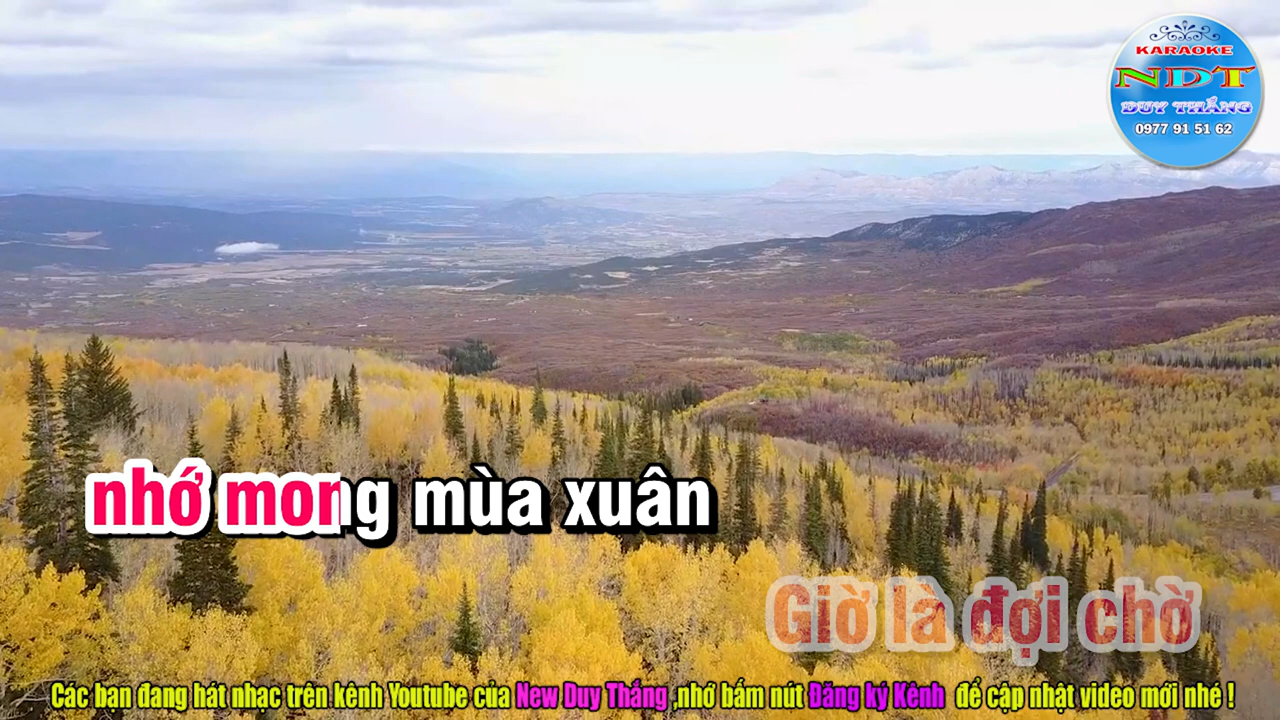 KARAOKE
NDT
DUY THẮNG
0977 91 51 62
nhớ mong mùa xuân
Giờ là đợi chờ
Các bạn đang hát nhạc trên kênh Youtube của New Duy Thắng ,nhớ bấm nút Đăng ký Kênh để cập nhật video mới nhé !